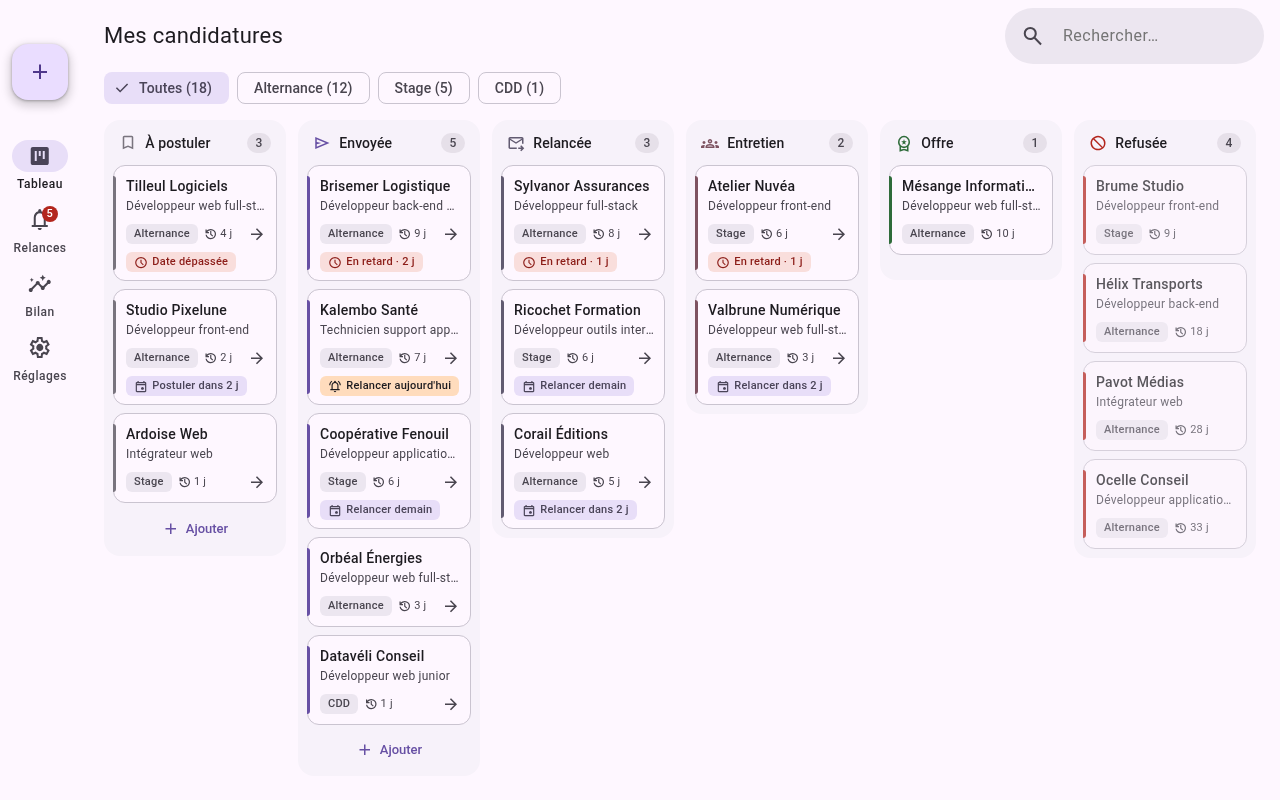 Mes candidatures
Rechercher…
Toutes (18)
Alternance (12)
Stage (5)
CDD (1)
Tableau
5
Relances
Bilan
Réglages
À postuler 3
Tilleul Logiciels
Développeur web full-st…
Alternance 4 j
Date dépassée
Studio Pixelune
Développeur front-end
Alternance 2 j
Postuler dans 2 j
Ardoise Web
Intégrateur web
Stage 1 j
Ajouter
Envoyée 5
Brisemer Logistique
Développeur back-end …
Alternance 9 j
En retard · 2 j
Kalembo Santé
Technicien support app…
Alternance 7 j
Relancer aujourd'hui
Coopérative Fenouil
Développeur applicatio…
Stage 6 j
Relancer demain
Orbéal Énergies
Développeur web full-st…
Alternance 3 j
Datavéli Conseil
Développeur web junior
CDD 1 j
Ajouter
Relancée 3
Sylvanor Assurances
Développeur full-stack
Alternance 8 j
En retard · 1 j
Ricochet Formation
Développeur outils inter…
Stage 6 j
Relancer demain
Corail Éditions
Développeur web
Alternance 5 j
Relancer dans 2 j
Entretien 2
Atelier Nuvéa
Développeur front-end
Stage 6 j
En retard · 1 j
Valbrune Numérique
Développeur web full-st…
Alternance 3 j
Relancer dans 2 j
Offre 1
Mésange Informati…
Développeur web full-st…
Alternance 10 j
Refusée 4
Brume Studio
Développeur front-end
Stage 9 j
Hélix Transports
Développeur back-end
Alternance 18 j
Pavot Médias
Intégrateur web
Alternance 28 j
Ocelle Conseil
Développeur applicatio…
Alternance 33 j